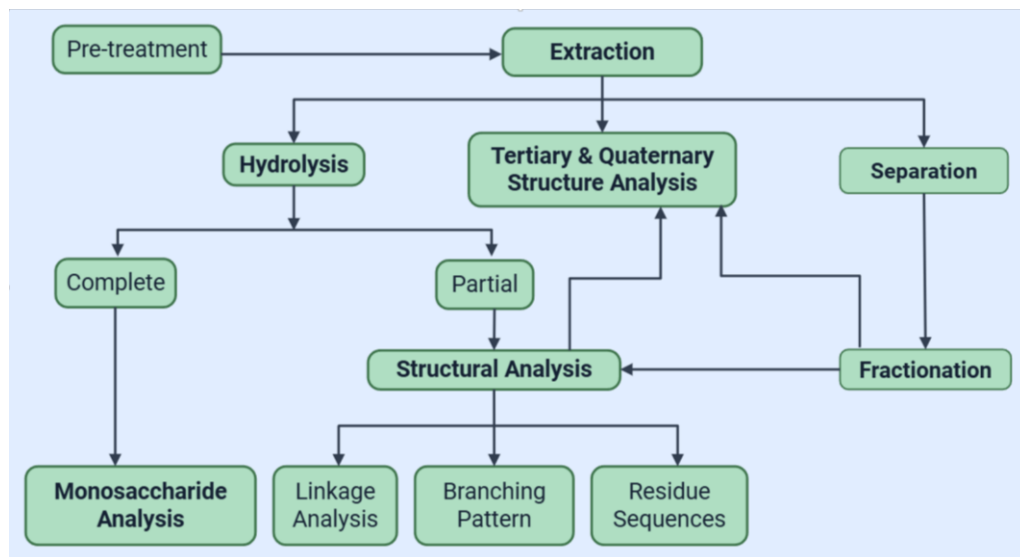 Pre-treatment
Extraction
Hydrolysis
Tertiary & Quaternary
Structure Analysis
Separation
Complete
Partial
Structural Analysis
Fractionation
Monosaccharide
Analysis
Linkage
Analysis
Branching
Pattern
Residue
Sequences